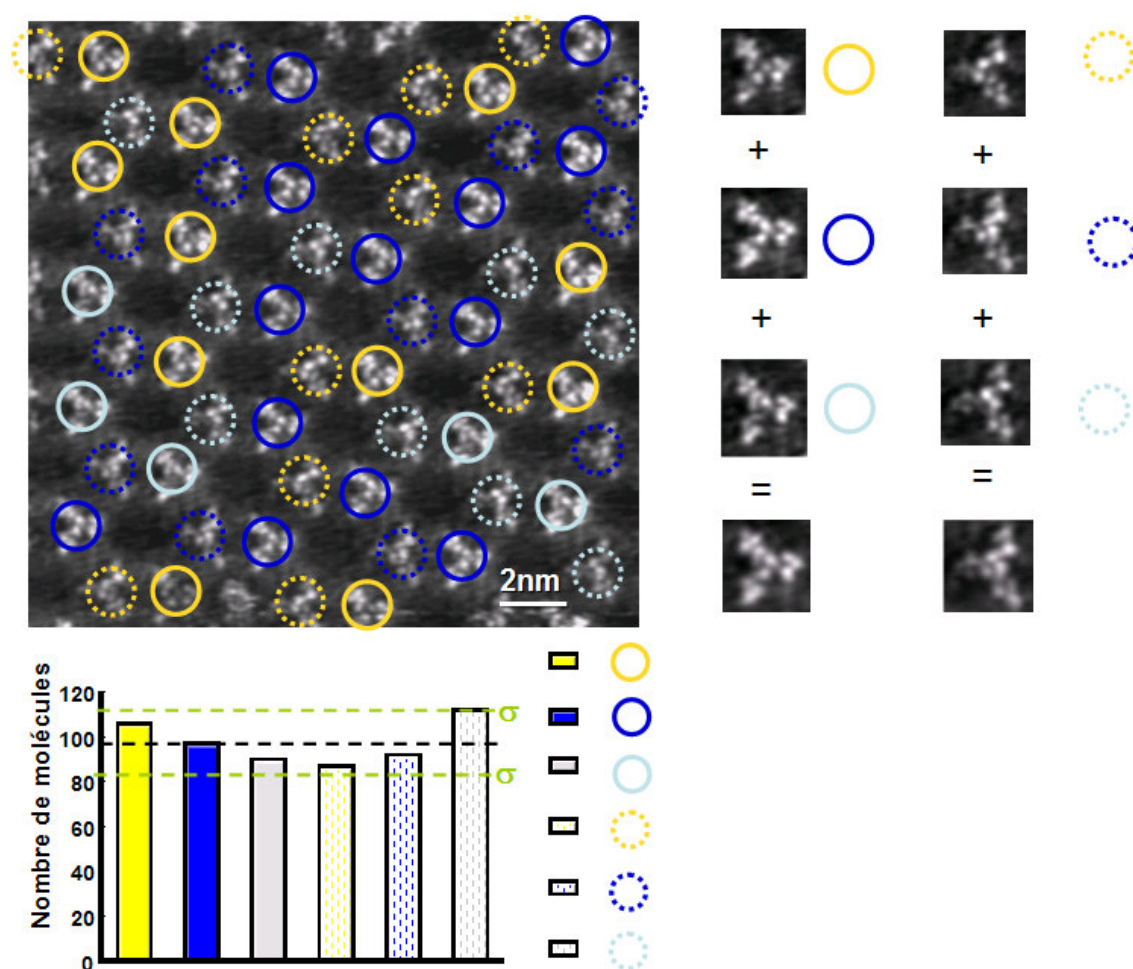 + +
+ +
= =
2nm
Nombre de molécules
120
100
80
60
40
20
0
σ
σ